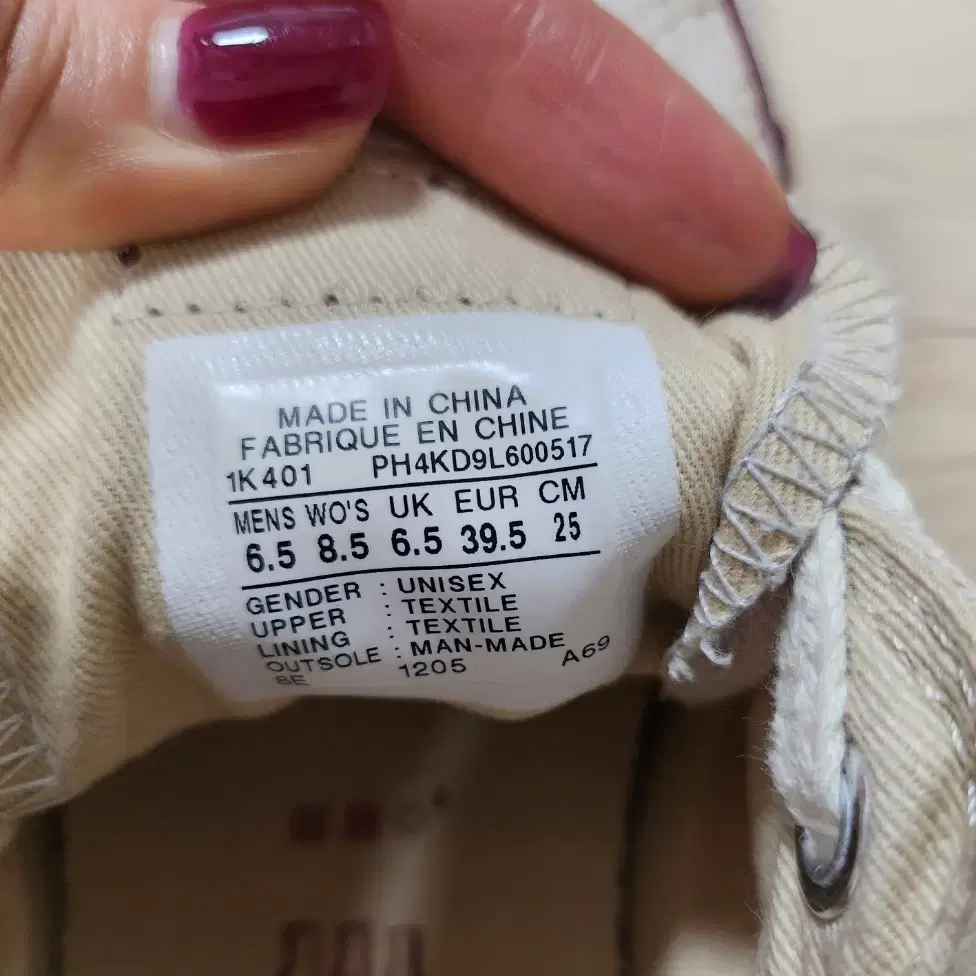 MADE IN CHINA
FABRIQUE EN CHINE
1K401 PH4KD9L600517
MENS WO'S UK EUR CM
6.5 8.5 6.5 39.5 25
GENDER : UNISEX
UPPER : TEXTILE
LINING : TEXTILE
OUTSOLE : MAN-MADE
8E 1205 A69